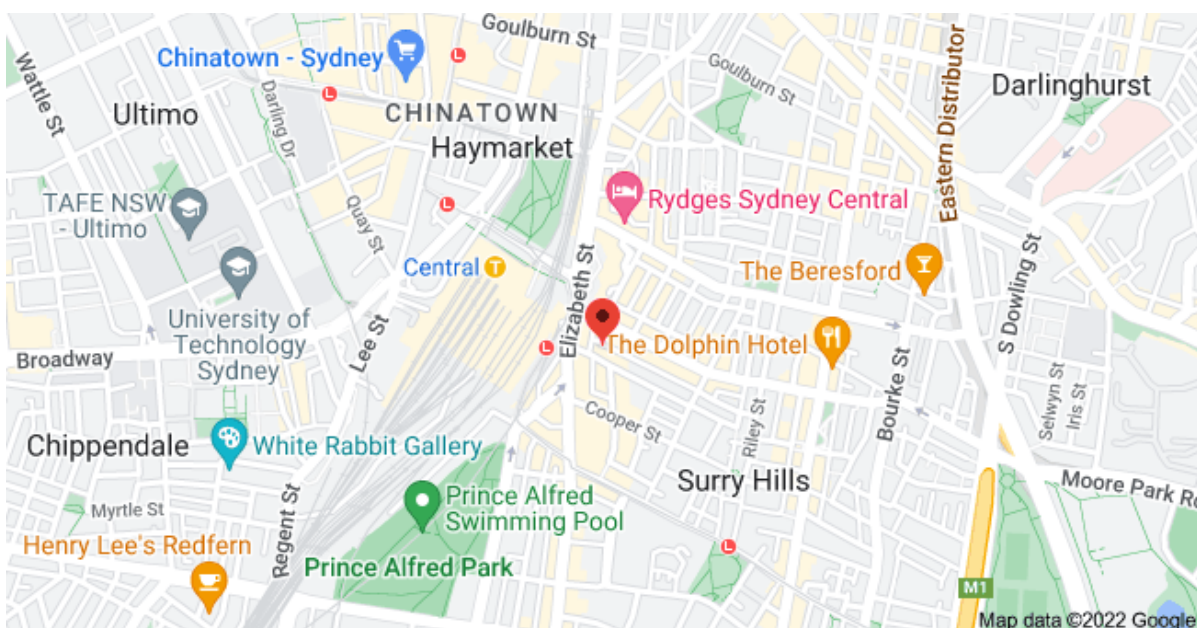 Goulburn St
Chinatown - Sydney
Wattle St
Ultimo
Darling Dr
CHINATOWN
Haymarket
Goulburn St
Eastern Distributor
Darlinghurst
TAFE NSW
- Ultimo
Quay St
Rydges Sydney Central
Central
T
Elizabeth St
The Beresford
S Dowling St
University of
Technology
Sydney
Broadway
Lee St
The Dolphin Hotel
Bourke St
Selwyn St
Iris St
Cooper St
Riley St
Chippendale
White Rabbit Gallery
Surry Hills
Moore Park Ro
Prince Alfred
Swimming Pool
Myrtle St
Regent St
Henry Lee's Redfern
Prince Alfred Park
M1
L
L
L
L
L
Map data ©2022 Google